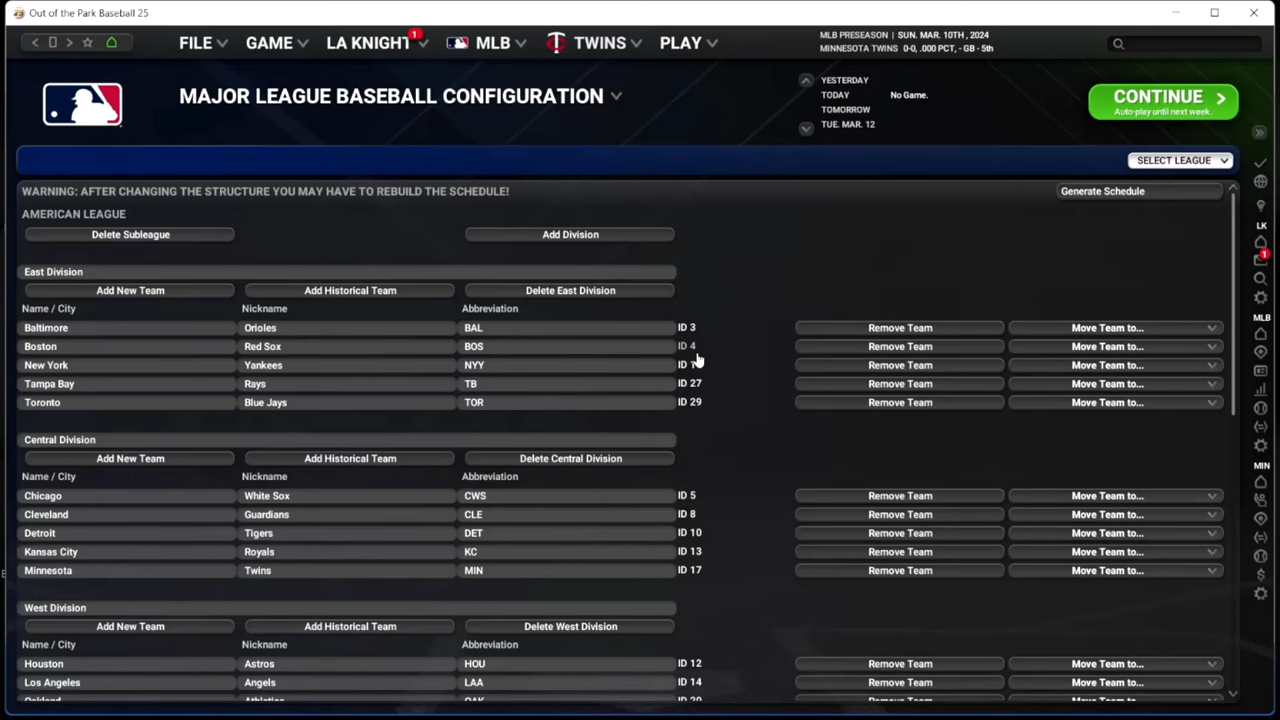 Out of the Park Baseball 25
FILE GAME LA KNIGHT 1 MLB TWINS PLAY
MLB PRESEASON | SUN. MAR. 10TH , 2024
MINNESOTA TWINS 0-0, .000 PCT, - GB - 5th
MAJOR LEAGUE BASEBALL CONFIGURATION
YESTERDAY
TODAY No Game.
TOMORROW
TUE. MAR. 12
CONTINUE
Auto-play until next week.
SELECT LEAGUE
WARNING: AFTER CHANGING THE STRUCTURE YOU MAY HAVE TO REBUILD THE SCHEDULE!
Generate Schedule
AMERICAN LEAGUE
Delete Subleague Add Division
East Division
Add New Team Add Historical Team Delete East Division
Name / City Nickname Abbreviation
Baltimore Orioles BAL ID 3 Remove Team Move Team to...
Boston Red Sox BOS ID 4 Remove Team Move Team to...
New York Yankees NYY ID Remove Team Move Team to...
Tampa Bay Rays TB ID 27 Remove Team Move Team to...
Toronto Blue Jays TOR ID 29 Remove Team Move Team to...
Central Division
Add New Team Add Historical Team Delete Central Division
Name / City Nickname Abbreviation
Chicago White Sox CWS ID 5 Remove Team Move Team to...
Cleveland Guardians CLE ID 8 Remove Team Move Team to...
Detroit Tigers DET ID 10 Remove Team Move Team to...
Kansas City Royals KC ID 13 Remove Team Move Team to...
Minnesota Twins MIN ID 17 Remove Team Move Team to...
West Division
Add New Team Add Historical Team Delete West Division
Name / City Nickname Abbreviation
Houston Astros HOU ID 12 Remove Team Move Team to...
Los Angeles Angels LAA ID 14 Remove Team Move Team to...
LK
1
MLB
MIN